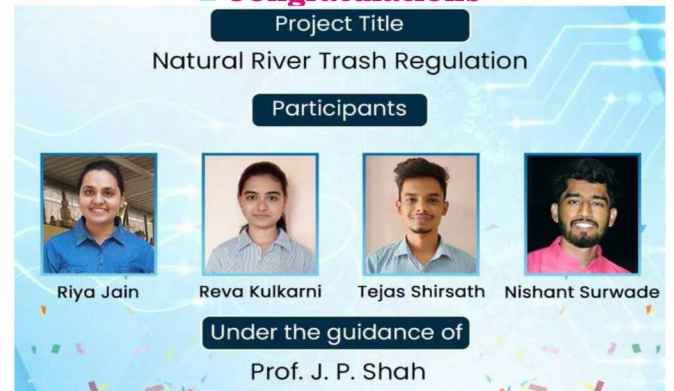 Congratulations
Project Title
Natural River Trash Regulation
Participants
Riya Jain
Reva Kulkarni
Tejas Shirsath
Nishant Surwade
Under the guidance of
Prof. J. P. Shah